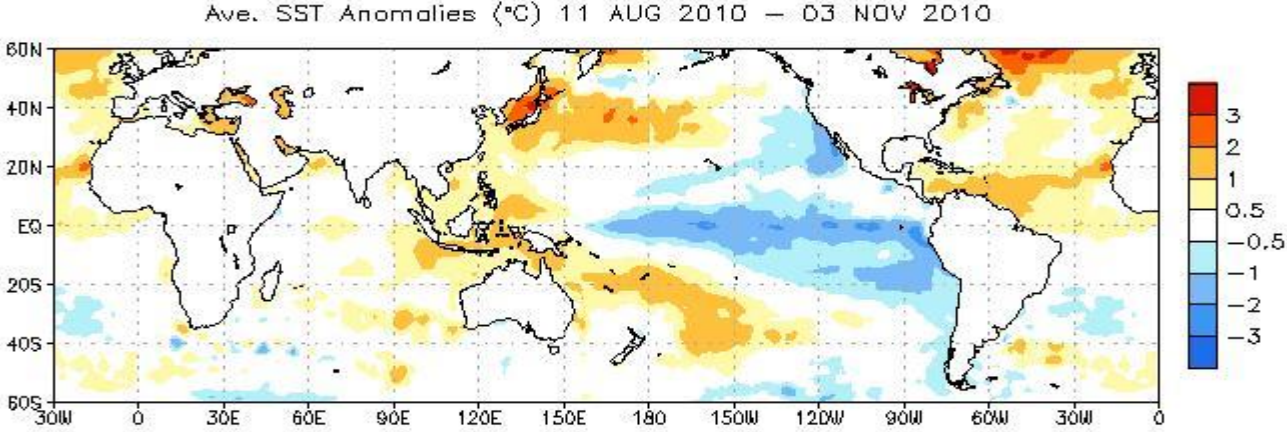 Ave. SST Anomalies (°C) 11 AUG 2010 – 03 NOV 2010
60N
40N
20N
EQ
20S
40S
60S
30W 0 30E 60E 90E 120E 150E 180 150W 120W 90W 60W 30W 0
3
2
1
0.5
−0.5
−1
−2
−3